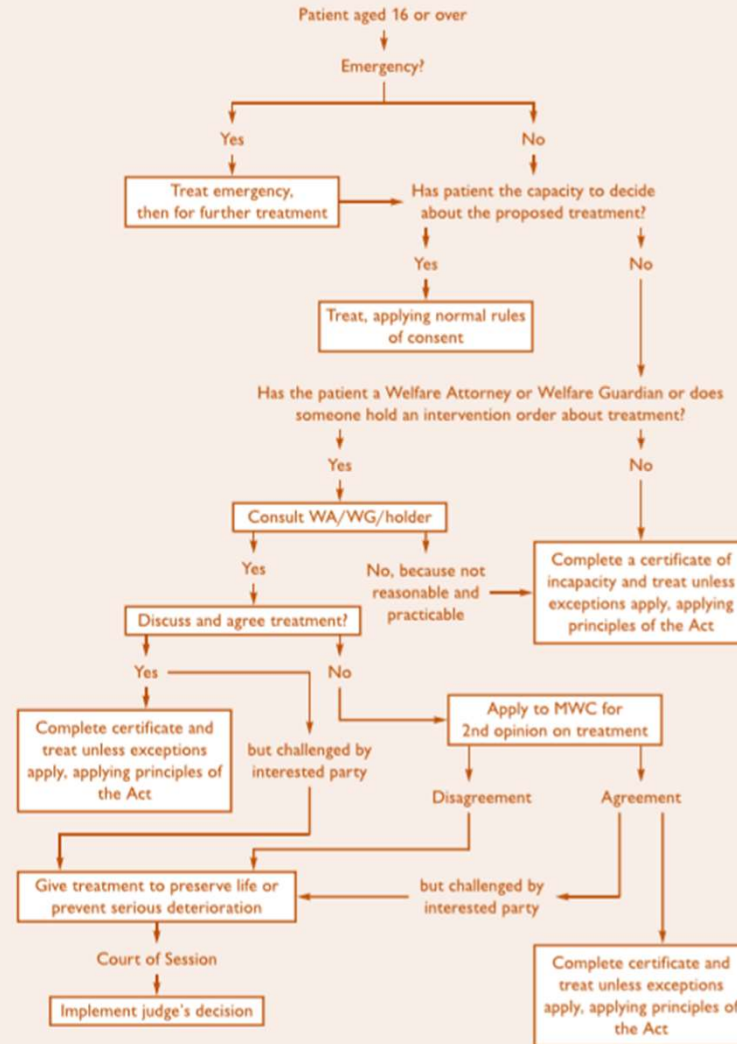 Patient aged 16 or over
Emergency?
Yes
No
Treat emergency,
then for further treatment
Has patient the capacity to decide
about the proposed treatment?
Yes
No
Treat, applying normal rules
of consent
Has the patient a Welfare Attorney or Welfare Guardian or does
someone hold an intervention order about treatment?
Yes
No
Consult WA/WG/holder
Yes
No, because not
reasonable and
practicable
Complete a certificate of
incapacity and treat unless
exceptions apply, applying
principles of the Act
Discuss and agree treatment?
Yes
No
Complete certificate and
treat unless exceptions
apply, applying principles of
the Act
but challenged by
interested party
Apply to MWC for
2nd opinion on treatment
Disagreement
Agreement
Give treatment to preserve life or
prevent serious deterioration
but challenged by
interested party
Court of Session
Implement judge's decision
Complete certificate and
treat unless exceptions
apply, applying principles of
the Act